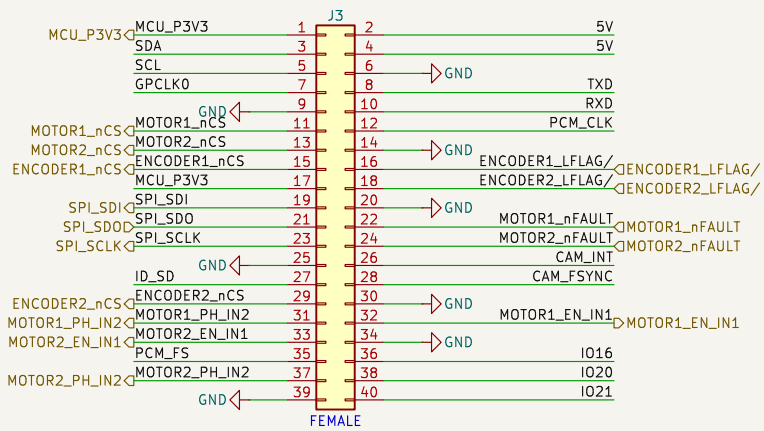 J3
MCU_P3V3 MCU_P3V3 1 2 5V
SDA 3 4 5V
SCL 5 6 GND
GPCLK0 7 8 TXD
GND 9 10 RXD
MOTOR1_nCS MOTOR1_nCS 11 12 PCM_CLK
MOTOR2_nCS MOTOR2_nCS 13 14 GND
ENCODER1_nCS ENCODER1_nCS 15 16 ENCODER1_LFLAG/ ENCODER1_LFLAG/
MCU_P3V3 17 18 ENCODER2_LFLAG/ ENCODER2_LFLAG/
SPI_SDI SPI_SDI 19 20 GND
SPI_SDO SPI_SDO 21 22 MOTOR1_nFAULT MOTOR1_nFAULT
SPI_SCLK SPI_SCLK 23 24 MOTOR2_nFAULT MOTOR2_nFAULT
GND 25 26 CAM_INT
ID_SD 27 28 CAM_FSYNC
ENCODER2_nCS ENCODER2_nCS 29 30 GND
MOTOR1_PH_IN2 MOTOR1_PH_IN2 31 32 MOTOR1_EN_IN1 MOTOR1_EN_IN1
MOTOR2_EN_IN1 MOTOR2_EN_IN1 33 34 GND
PCM_FS 35 36 IO16
MOTOR2_PH_IN2 MOTOR2_PH_IN2 37 38 IO20
GND 39 40 IO21
FEMALE